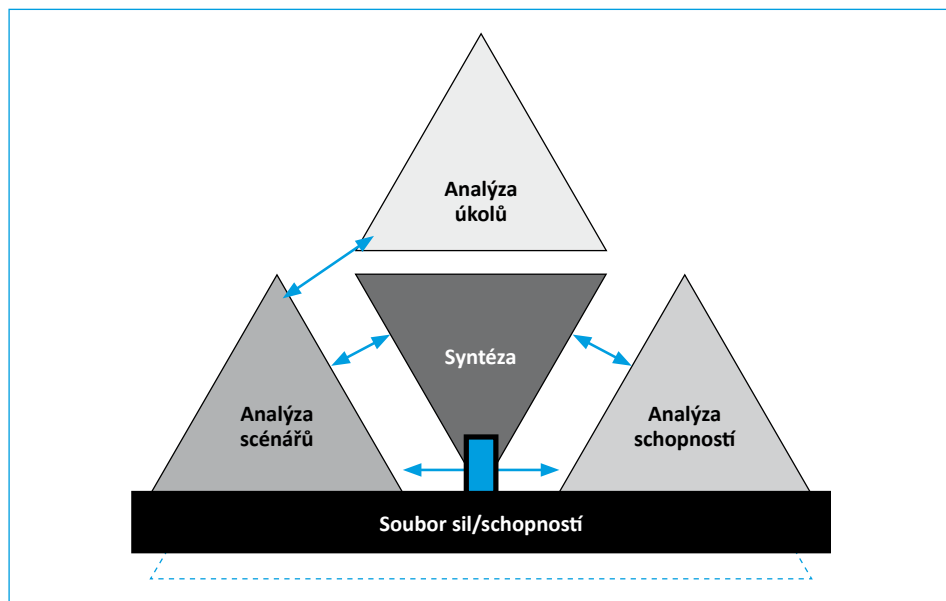 Analýza
úkolů
Syntéza
Analýza
scénářů
Analýza
schopností
Soubor sil/schopností